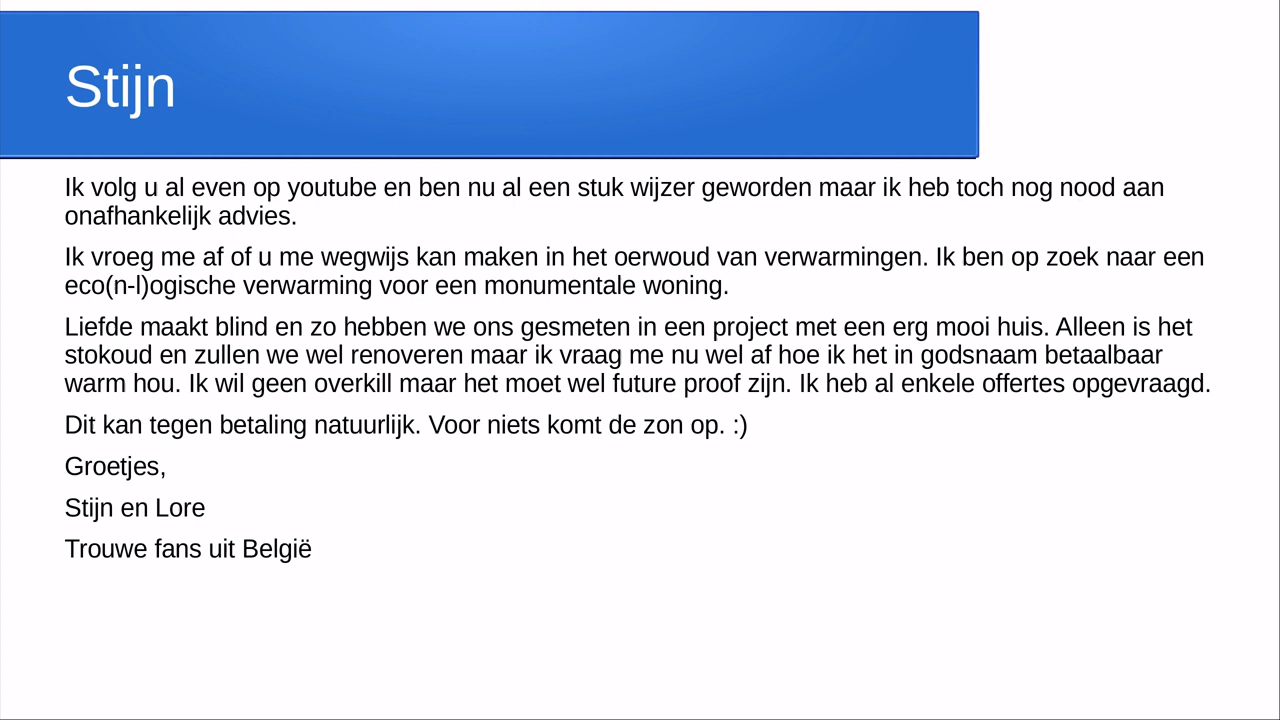 Stijn
Ik volg u al even op youtube en ben nu al een stuk wijzer geworden maar ik heb toch nog nood aan
onafhankelijk advies.
Ik vroeg me af of u me wegwijs kan maken in het oerwoud van verwarmingen. Ik ben op zoek naar een
eco(n-l)ogische verwarming voor een monumentale woning.
Liefde maakt blind en zo hebben we ons gesmeten in een project met een erg mooi huis. Alleen is het
stokoud en zullen we wel renoveren maar ik vraag me nu wel af hoe ik het in godsnaam betaalbaar
warm hou. Ik wil geen overkill maar het moet wel future proof zijn. Ik heb al enkele offertes opgevraagd.
Dit kan tegen betaling natuurlijk. Voor niets komt de zon op. :)
Groetjes,
Stijn en Lore
Trouwe fans uit België